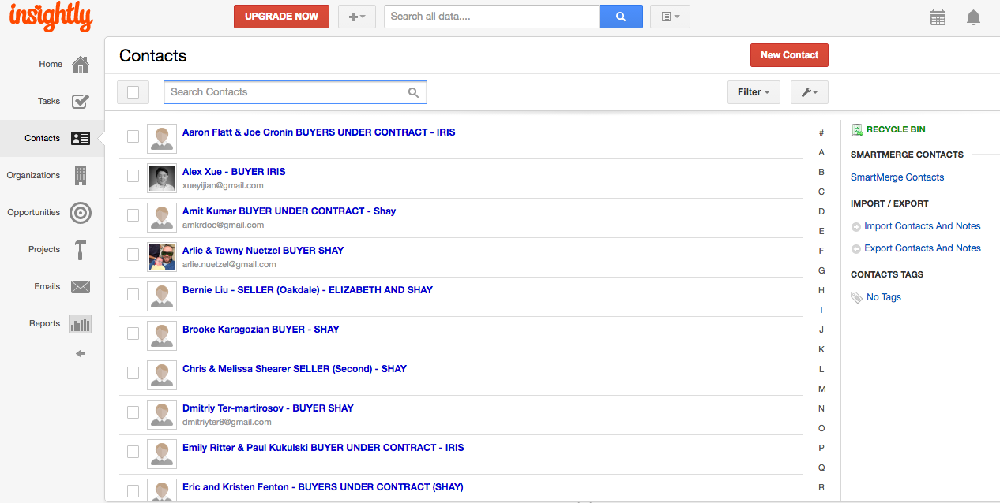 insightly
UPGRADE NOW
Search all data....
Home
Tasks
Contacts
Organizations
Opportunities
Projects
Emails
Reports
Contacts
New Contact
Search Contacts
Filter
Aaron Flatt & Joe Cronin BUYERS UNDER CONTRACT - IRIS
Alex Xue - BUYER IRIS
xueyijian@gmail.com
Amit Kumar BUYER UNDER CONTRACT - Shay
amkrdoc@gmail.com
Arlie & Tawny Nuetzel BUYER SHAY
arlie.nuetzel@gmail.com
Bernie Liu - SELLER (Oakdale) - ELIZABETH AND SHAY
Brooke Karagozian BUYER - SHAY
Chris & Melissa Shearer SELLER (Second) - SHAY
Dmitriy Ter-martirosov - BUYER SHAY
dmitriyter8@gmail.com
Emily Ritter & Paul Kukulski BUYER UNDER CONTRACT - IRIS
Eric and Kristen Fenton - BUYERS UNDER CONTRACT (SHAY)
#
A
B
C
D
E
F
G
H
I
J
K
L
M
N
O
P
Q
R
RECYCLE BIN
SMARTMERGE CONTACTS
SmartMerge Contacts
IMPORT / EXPORT
Import Contacts And Notes
Export Contacts And Notes
CONTACTS TAGS
No Tags